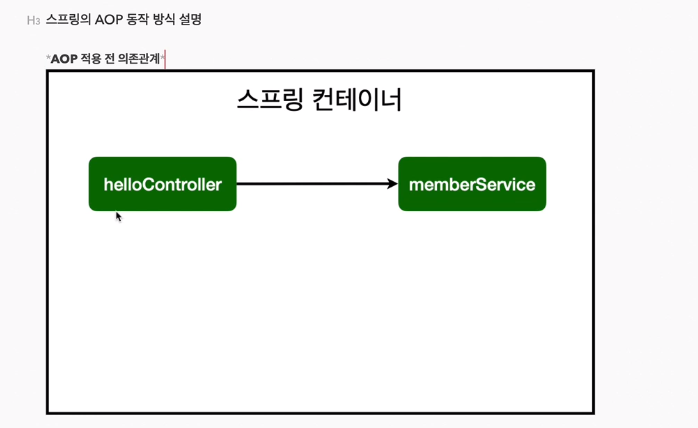 H3 스프링의 AOP 동작 방식 설명
*AOP 적용 전 의존관계*
스프링 컨테이너
helloController
memberService